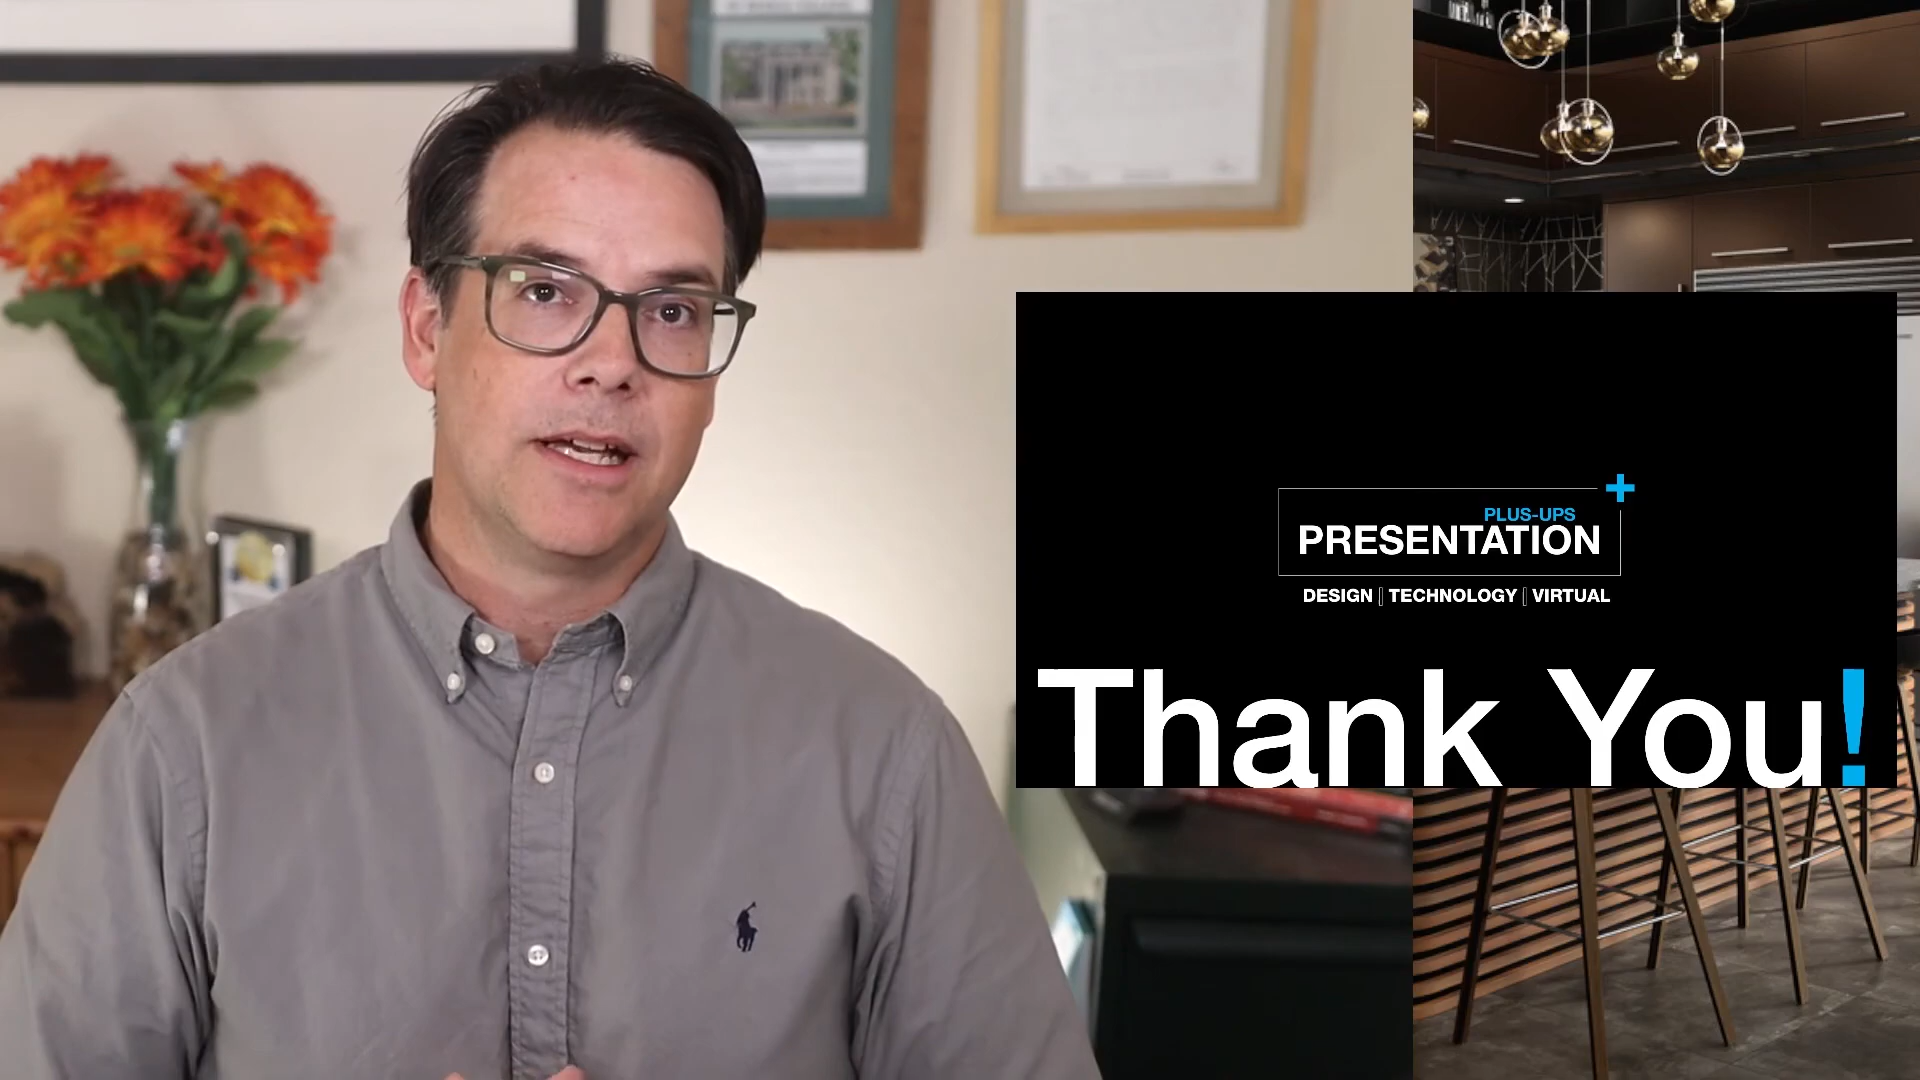 PLUS-UPS
PRESENTATION
DESIGN | TECHNOLOGY | VIRTUAL
Thank You!